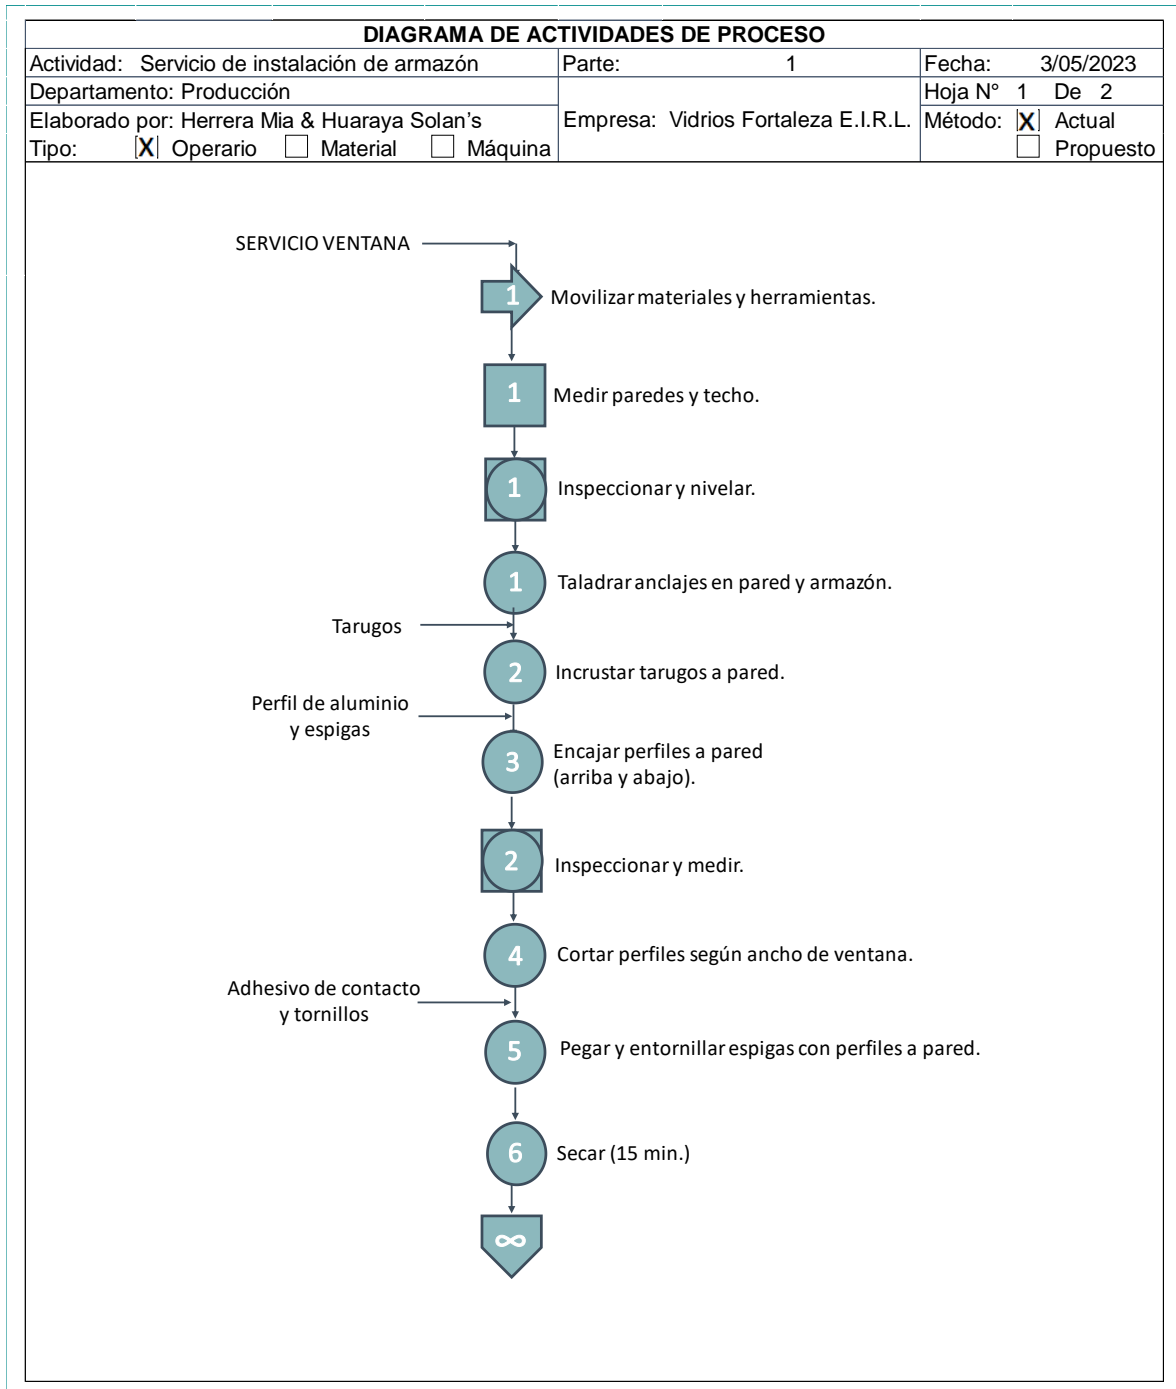 DIAGRAMA DE ACTIVIDADES DE PROCESO
Actividad: Servicio de instalación de armazón Parte: 1 Fecha: 3/05/2023
Departamento: Producción Hoja N° 1 De 2
Elaborado por: Herrera Mia & Huaraya Solan's Empresa: Vidrios Fortaleza E.I.R.L. Método: X Actual
Tipo: X Operario Material Máquina Propuesto
SERVICIO VENTANA
1 Movilizar materiales y herramientas.
1 Medir paredes y techo.
1 Inspeccionar y nivelar.
1 Taladrar anclajes en pared y armazón.
Tarugos
2 Incrustar tarugos a pared.
Perfil de aluminio
y espigas
3 Encajar perfiles a pared
(arriba y abajo).
2 Inspeccionar y medir.
4 Cortar perfiles según ancho de ventana.
Adhesivo de contacto
y tornillos
5 Pegar y entornillar espigas con perfiles a pared.
6 Secar (15 min.)
∞